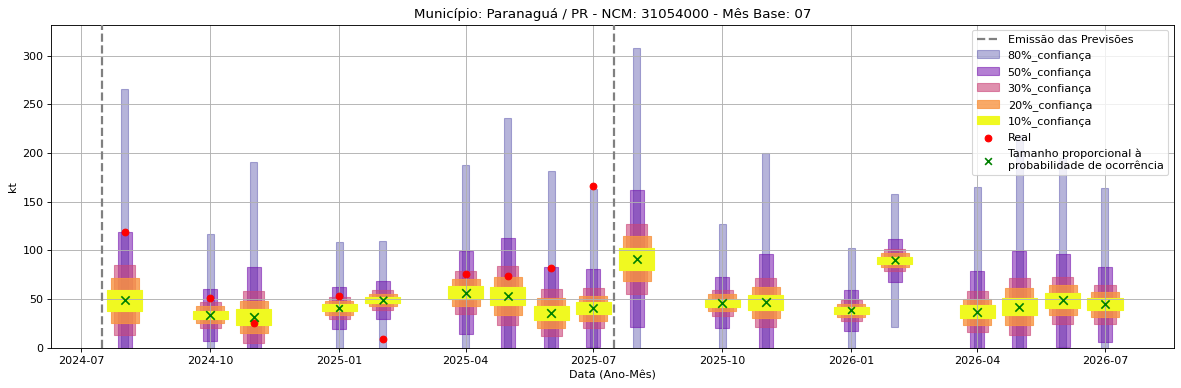 Município: Paranaguá / PR - NCM: 31054000 - Mês Base: 07
kt
300
250
200
150
100
50
0
2024-07
2024-10
2025-01
2025-04
2025-07
2025-10
2026-01
2026-04
2026-07
Data (Ano-Mês)
Emissão das Previsões
80%_confiança
50%_confiança
30%_confiança
20%_confiança
10%_confiança
Real
Tamanho proporcional à
probabilidade de ocorrência